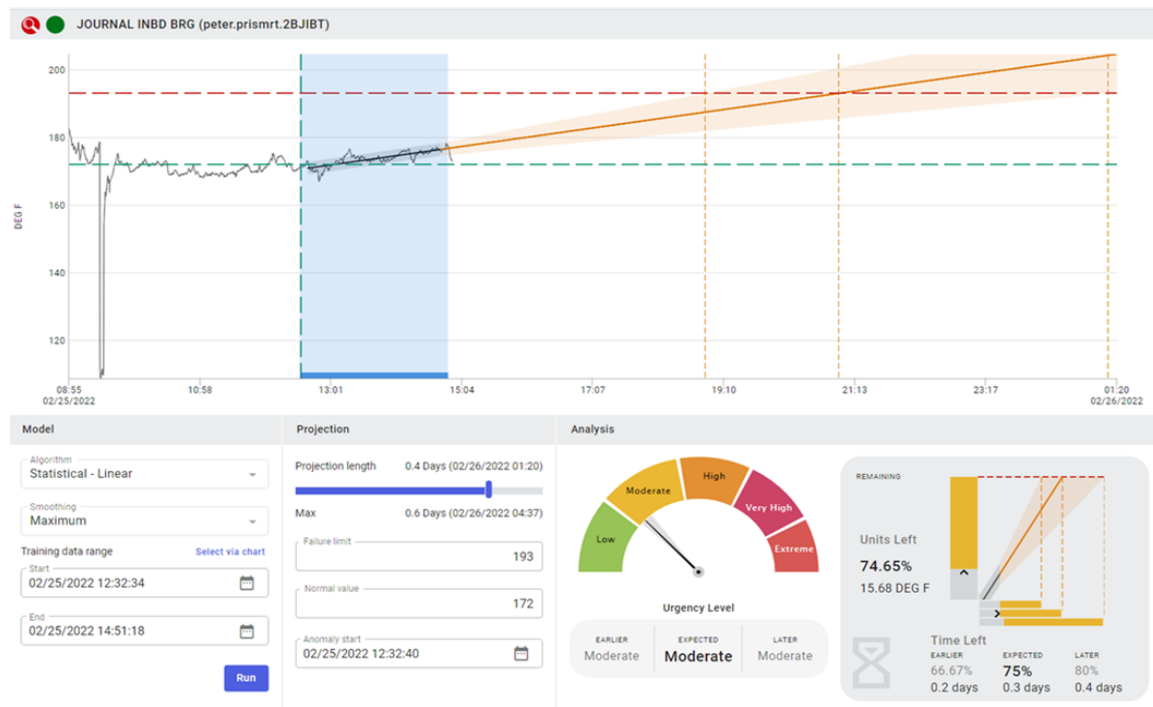 JOURNAL INBD BRG (peter.prismrt.2BJIBT)
200
180
160
140
120
DEG F
08:55 10:58 13:01 15:04 17:07 19:10 21:13 23:17 01:20
02/25/2022 02/26/2022
Model
Algorithm
Statistical - Linear
Smoothing
Maximum
Training data range Select via chart
Start
02/25/2022 12:32:34
End
02/25/2022 14:51:18
Run
Projection
Projection length 0.4 Days (02/26/2022 01:20)
Max 0.6 Days (02/26/2022 04:37)
Failure limit
193
Normal value
172
Anomaly start
02/25/2022 12:32:40
Analysis
Low
Moderate
High
Very High
Extreme
Urgency Level
EARLIER EXPECTED LATER
Moderate Moderate Moderate
REMAINING
Units Left
74.65%
15.68 DEG F
Time Left
EARLIER EXPECTED LATER
66.67% 75% 80%
0.2 days 0.3 days 0.4 days